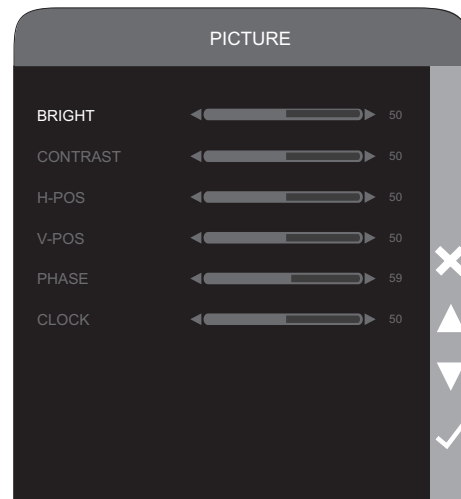 PICTURE
BRIGHT 50
CONTRAST 50
H-POS 50
V-POS 50
PHASE 59
CLOCK 50